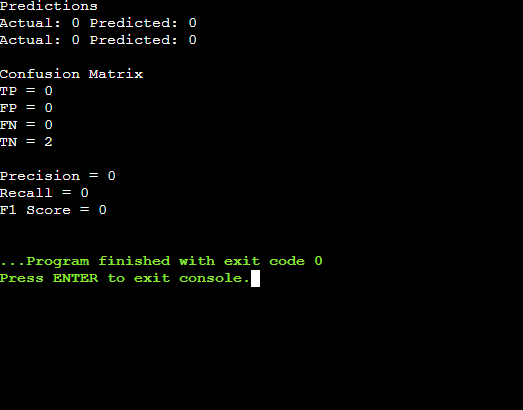 Predictions
Actual: 0 Predicted: 0
Actual: 0 Predicted: 0
Confusion Matrix
TP = 0
FP = 0
FN = 0
TN = 2
Precision = 0
Recall = 0
F1 Score = 0
...Program finished with exit code 0
Press ENTER to exit console.